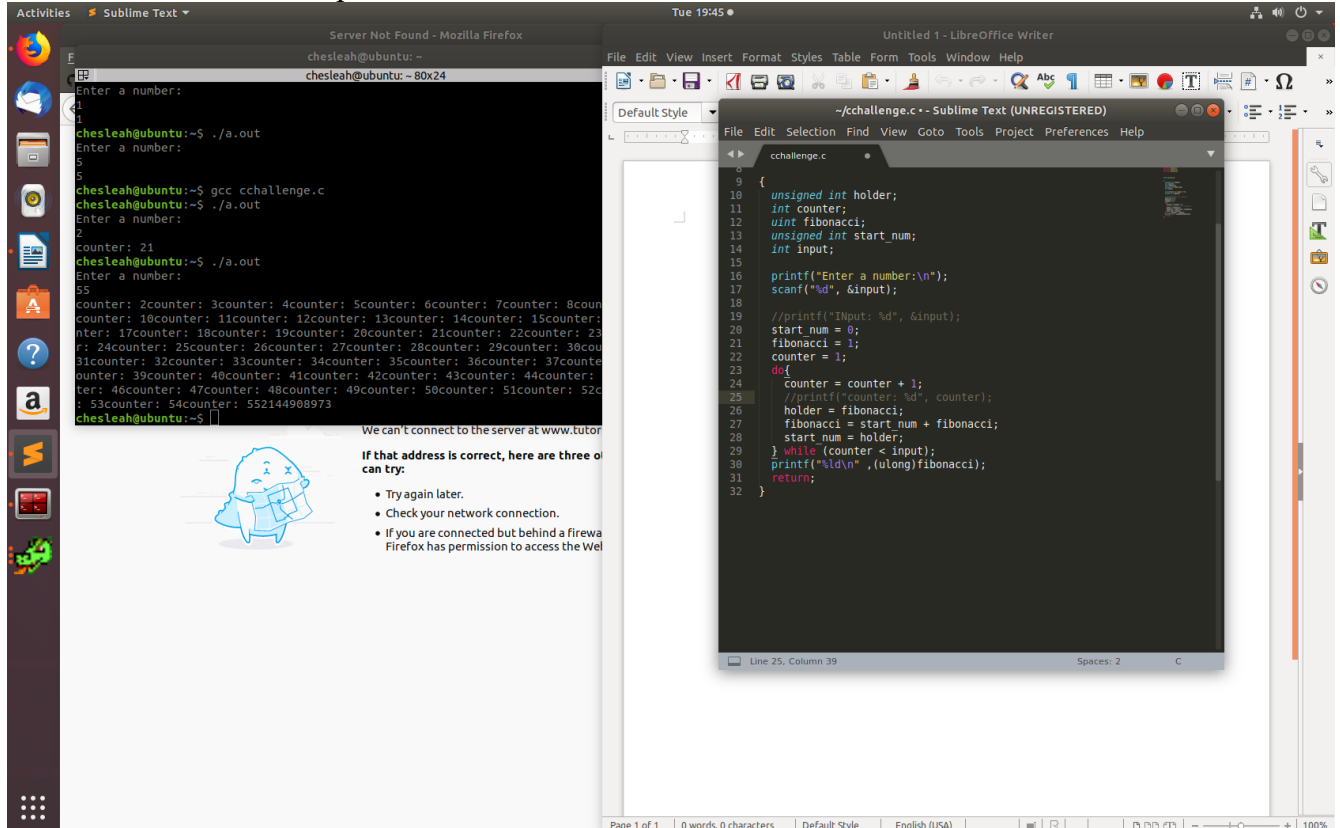 Activities Sublime Text Tue 19:45
Server Not Found - Mozilla Firefox
chesleah@ubuntu: ~
chesleah@ubuntu: ~ 80x24
Enter a number:
1
1
chesleah@ubuntu:~$ ./a.out
Enter a number:
5
5
chesleah@ubuntu:~$ gcc cchallenge.c
chesleah@ubuntu:~$ ./a.out
Enter a number:
2
counter: 21
chesleah@ubuntu:~$ ./a.out
Enter a number:
55
counter: 2counter: 3counter: 4counter: 5counter: 6counter: 7counter: 8coun
counter: 10counter: 11counter: 12counter: 13counter: 14counter: 15counter:
nter: 17counter: 18counter: 19counter: 20counter: 21counter: 22counter: 23
r: 24counter: 25counter: 26counter: 27counter: 28counter: 29counter: 30cou
31counter: 32counter: 33counter: 34counter: 35counter: 36counter: 37counte
ounter: 39counter: 40counter: 41counter: 42counter: 43counter: 44counter:
ter: 46counter: 47counter: 48counter: 49counter: 50counter: 51counter: 52c
: 53counter: 54counter: 552144908973
chesleah@ubuntu:~$
We can't connect to the server at www.tutor
If that address is correct, here are three o
can try:
• Try again later.
• Check your network connection.
• If you are connected but behind a firewa
Firefox has permission to access the Wel
Untitled 1 - LibreOffice Writer
File Edit View Insert Format Styles Table Form Tools Window Help
Default Style
~/cchallenge.c • - Sublime Text (UNREGISTERED)
File Edit Selection Find View Goto Tools Project Preferences Help
cchallenge.c
8
9 {
10 unsigned int holder;
11 int counter;
12 uint fibonacci;
13 unsigned int start_num;
14 int input;
15
16 printf("Enter a number:\n");
17 scanf("%d", &input);
18
19 //printf("INput: %d", &input);
20 start_num = 0;
21 fibonacci = 1;
22 counter = 1;
23 do{
24 counter = counter + 1;
25 //printf("counter: %d", counter);
26 holder = fibonacci;
27 fibonacci = start_num + fibonacci;
28 start_num = holder;
29 } while (counter < input);
30 printf("%ld\n" ,(ulong)fibonacci);
31 return;
32 }
Line 25, Column 39 Spaces: 2 C
Page 1 of 1 0 words, 0 characters Default Style English (USA) 100%